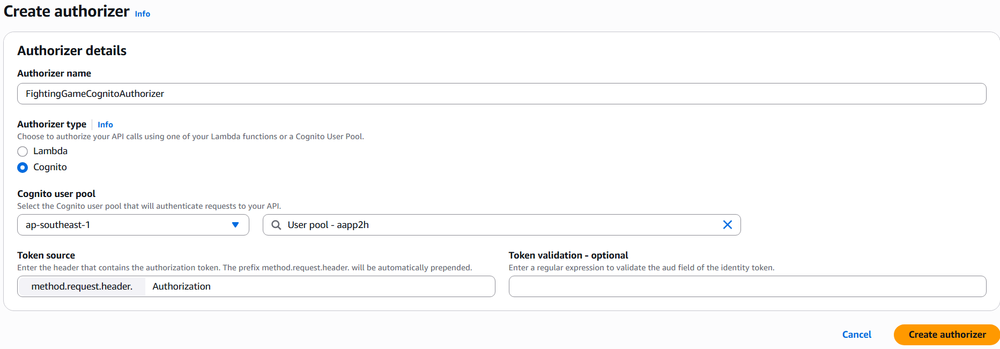 Create authorizer Info
Authorizer details
Authorizer name
FightingGameCognitoAuthorizer
Authorizer type Info
Choose to authorize your API calls using one of your Lambda functions or a Cognito User Pool.
Lambda
Cognito
Cognito user pool
Select the Cognito user pool that will authenticate requests to your API.
ap-southeast-1
User pool - aapp2h
Token source
Enter the header that contains the authorization token. The prefix method.request.header. will be automatically prepended.
method.request.header. Authorization
Token validation - optional
Enter a regular expression to validate the aud field of the identity token.
Cancel
Create authorizer